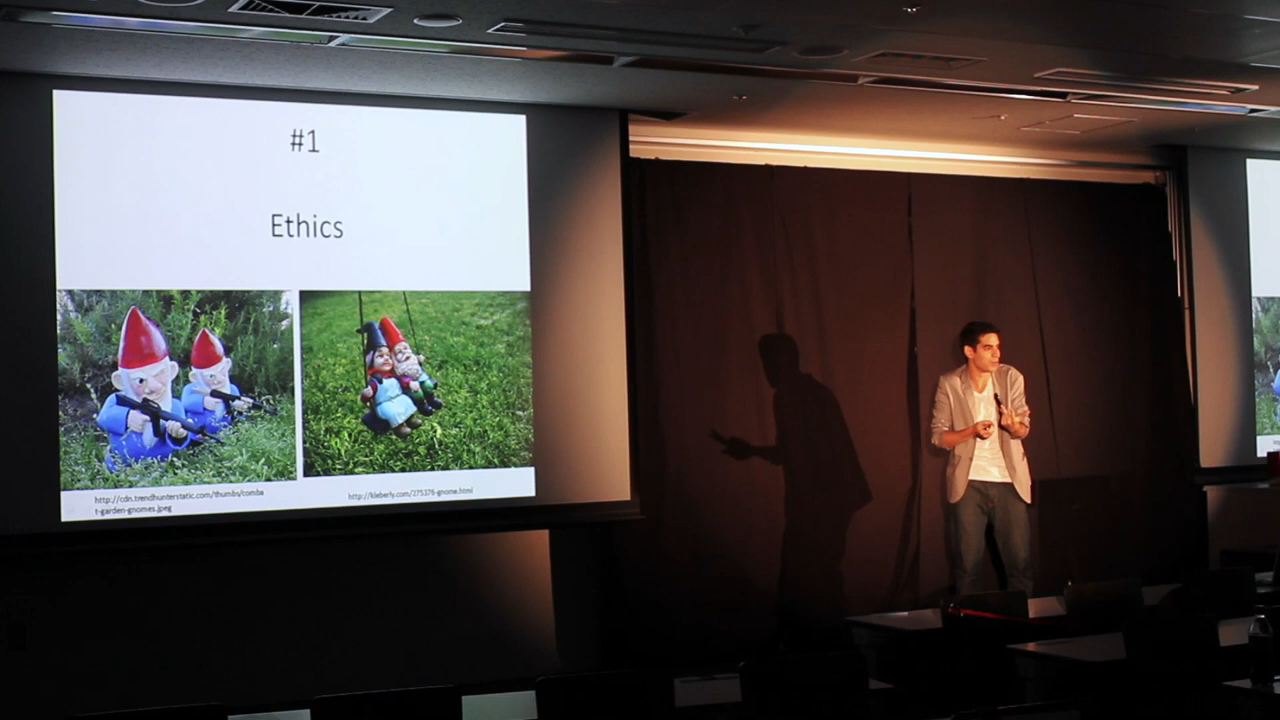 #1
Ethics
http://cdn.trendhunterstatic.com/thumbs/comba
t-garden-gnomes.jpeg
http://kleberly.com/275376-gnome.html